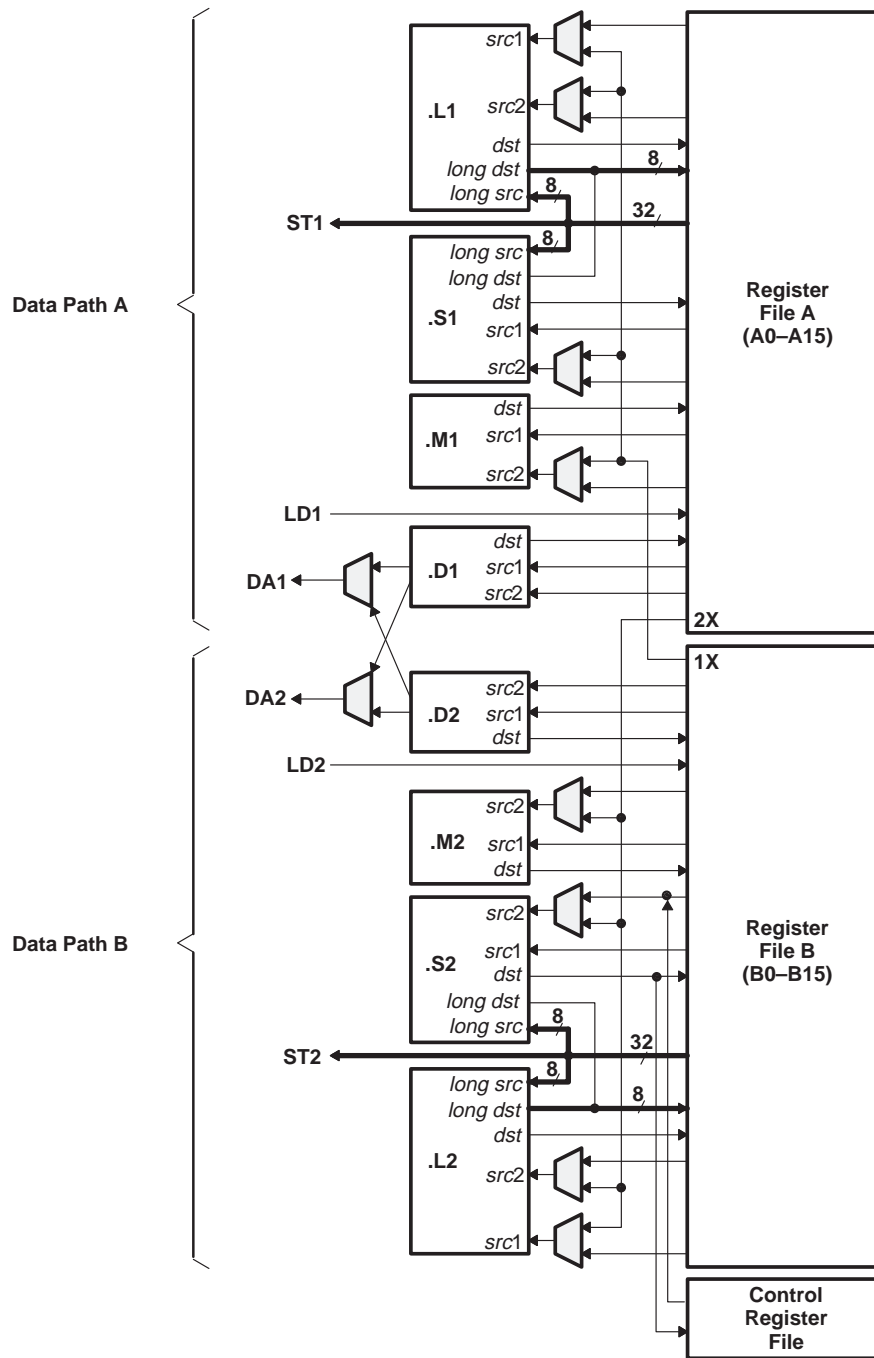 src1
.L1
src2
dst
long dst
8
long src
8
ST1
32
8
long src
long dst
Data Path A
dst
.S1
src1
src2
Register
File A
(A0–A15)
dst
.M1
src1
src2
LD1
dst
.D1
src1
DA1
src2
2X
1X
DA2
src2
.D2
src1
dst
LD2
src2
.M2
src1
dst
src2
Data Path B
src1
.S2
dst
long dst
long src
8
Register
File B
(B0–B15)
ST2
32
8
long src
long dst
8
dst
.L2
src2
src1
Control
Register
File